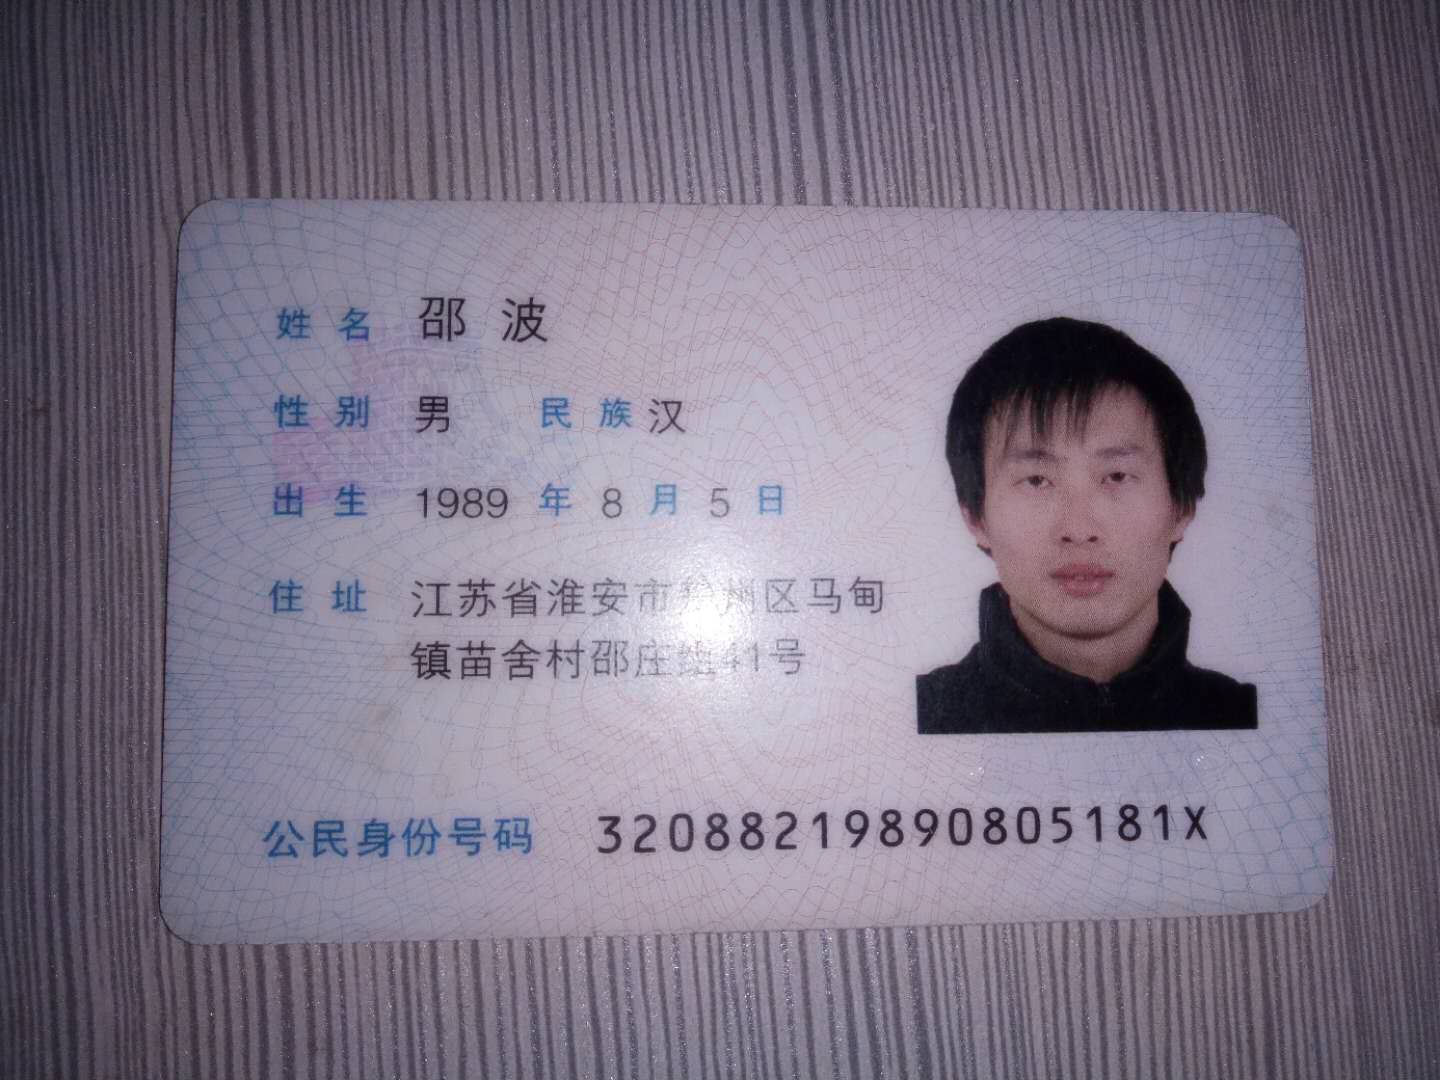 姓名 邵波
性别 男 民族 汉
出生 1989 年 8 月 5 日
住址 江苏省淮安市 州区马甸
镇苗舍村邵庄组41号
公民身份号码 32088219890805181X